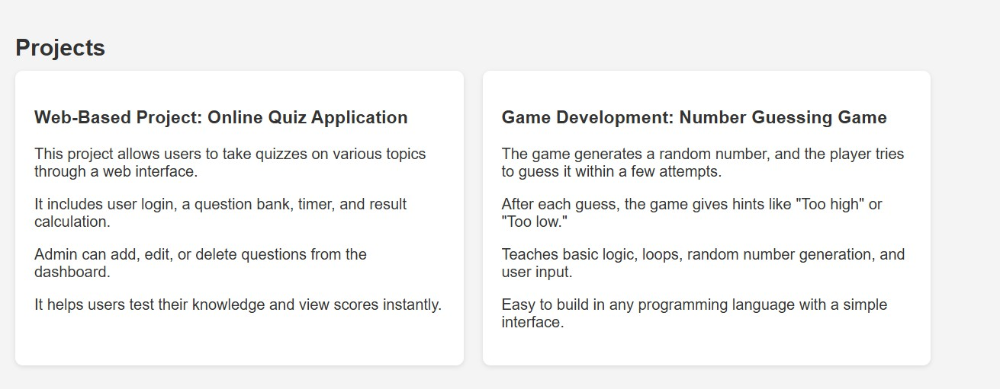 Projects
Web-Based Project: Online Quiz Application
This project allows users to take quizzes on various topics
through a web interface.
It includes user login, a question bank, timer, and result
calculation.
Admin can add, edit, or delete questions from the
dashboard.
It helps users test their knowledge and view scores instantly.
Game Development: Number Guessing Game
The game generates a random number, and the player tries
to guess it within a few attempts.
After each guess, the game gives hints like "Too high" or
"Too low."
Teaches basic logic, loops, random number generation, and
user input.
Easy to build in any programming language with a simple
interface.